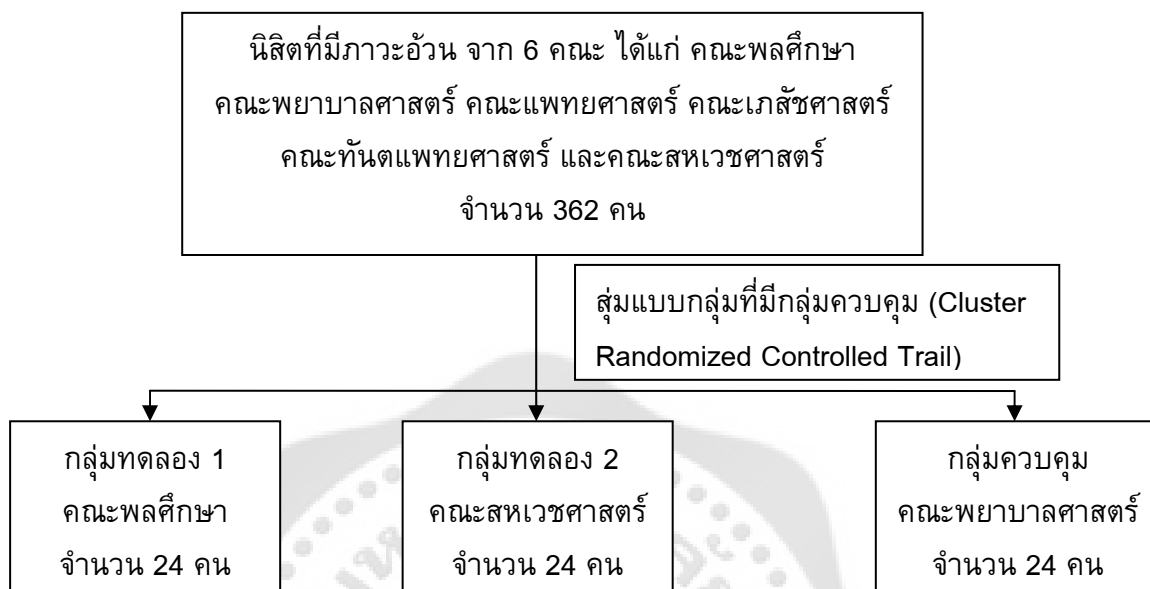 นิสิตที่มีภาวะอ้วน จาก 6 คณะ ได้แก่ คณะพลศึกษา
คณะพยาบาลศาสตร์ คณะแพทยศาสตร์ คณะเภสัชศาสตร์
คณะทันตแพทยศาสตร์ และคณะสหเวชศาสตร์
จำนวน 362 คน
สุ่มแบบกลุ่มที่มีกลุ่มควบคุม (Cluster
Randomized Controlled Trail)
กลุ่มทดลอง 1
คณะพลศึกษา
จำนวน 24 คน
กลุ่มทดลอง 2
คณะสหเวชศาสตร์
จำนวน 24 คน
กลุ่มควบคุม
คณะพยาบาลศาสตร์
จำนวน 24 คน